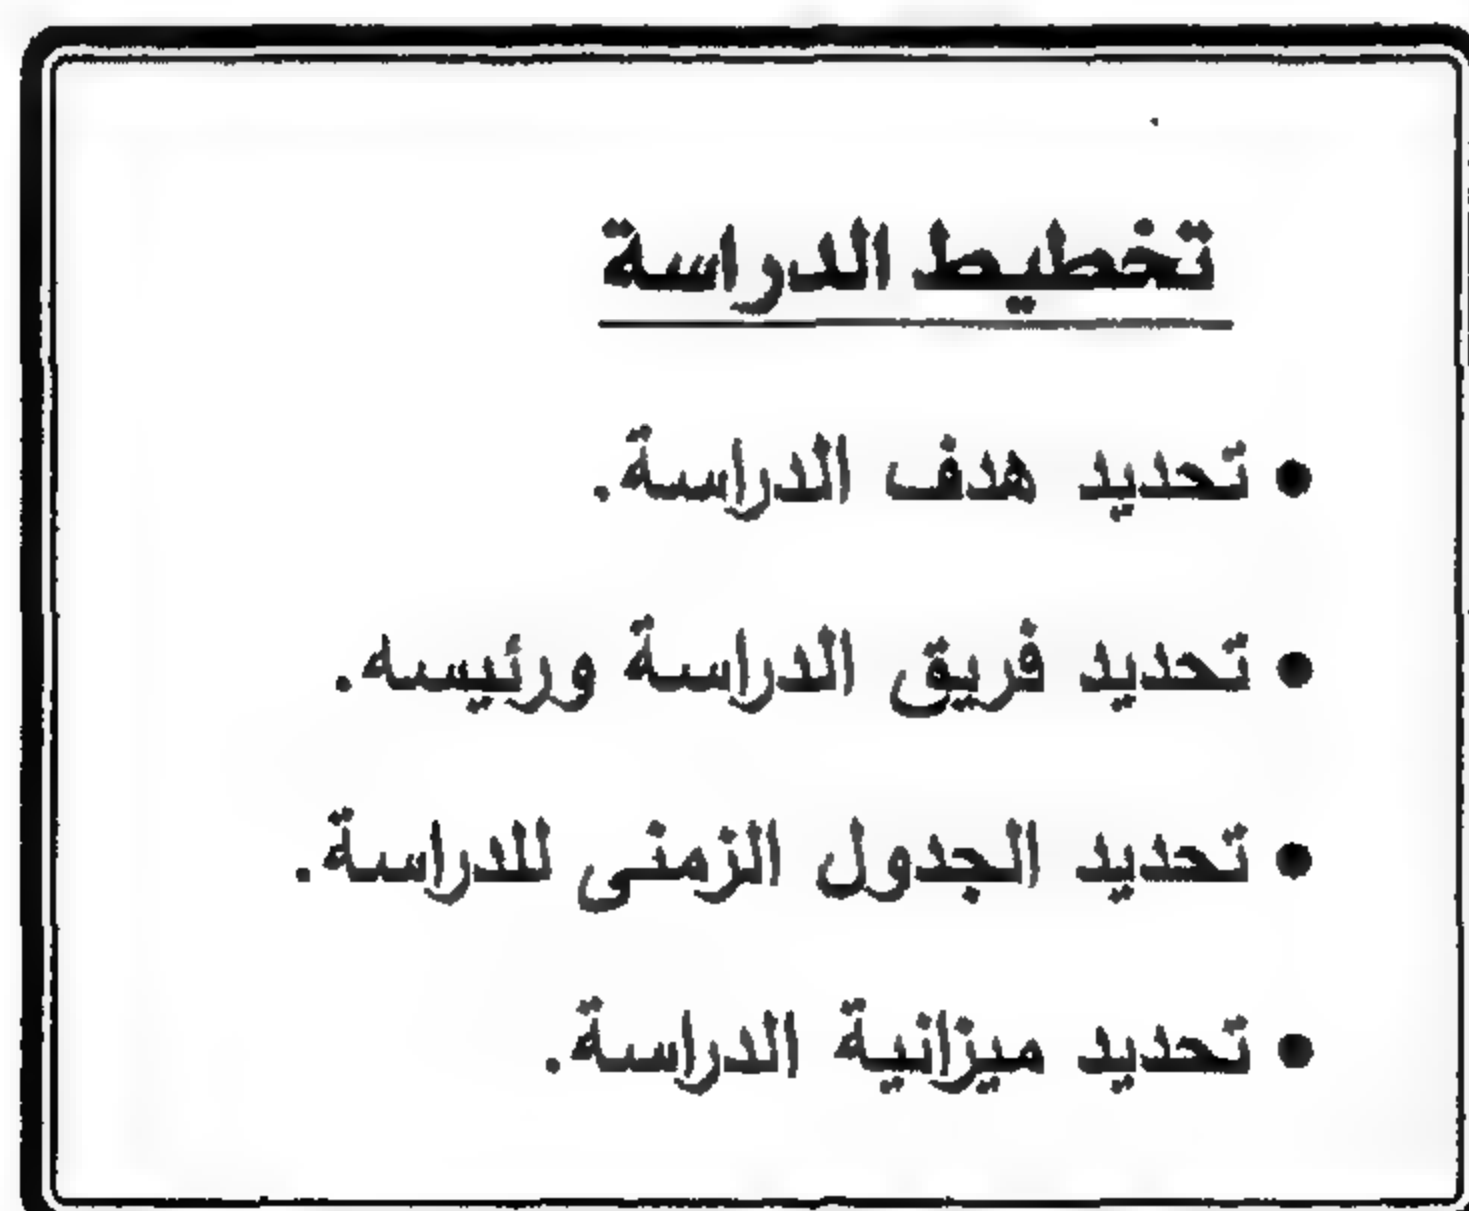 تخطيط الدراسة
• تحديد هدف الدراسة.
• تحديد فريق الدراسة ورئيسه.
• تحديد الجدول الزمنى للدراسة.
• تحديد ميزانية الدراسة.